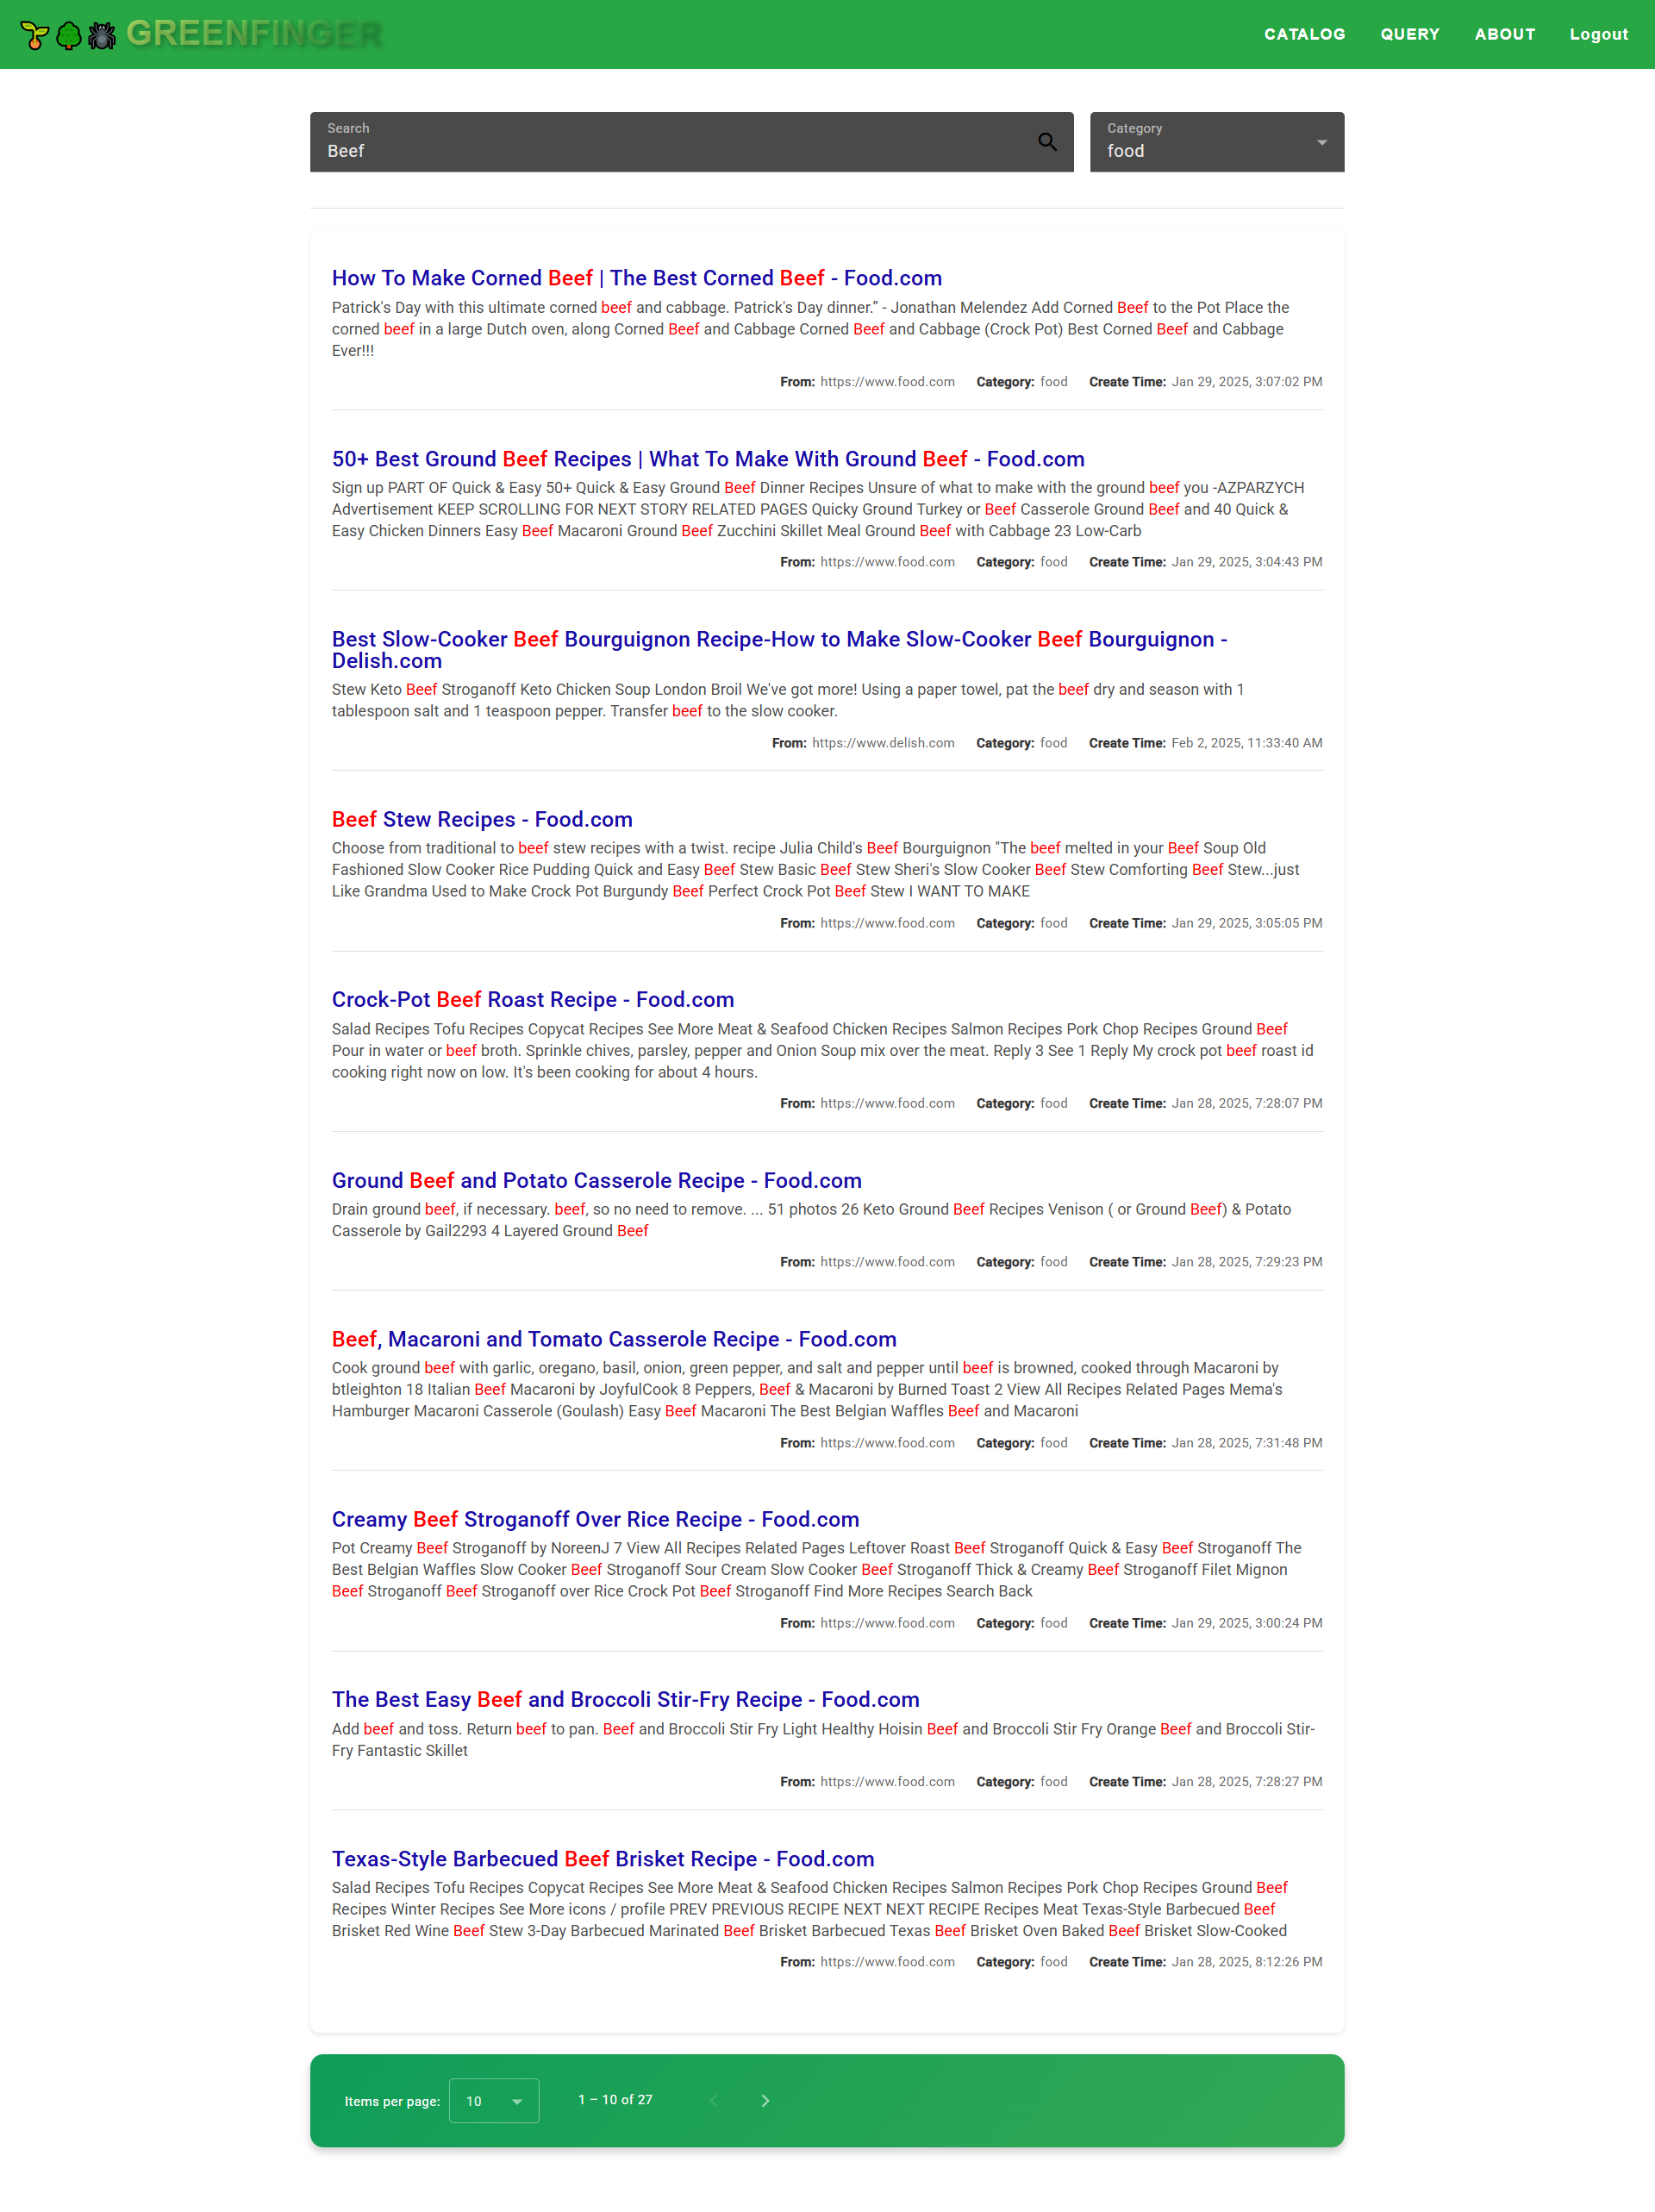 GREENFINGER
CATALOG QUERY ABOUT Logout
Search
Beef
Category
food
How To Make Corned Beef | The Best Corned Beef - Food.com
Patrick's Day with this ultimate corned beef and cabbage. Patrick's Day dinner.” - Jonathan Melendez Add Corned Beef to the Pot Place the
corned beef in a large Dutch oven, along Corned Beef and Cabbage Corned Beef and Cabbage (Crock Pot) Best Corned Beef and Cabbage
Ever!!!
From: https://www.food.com Category: food Create Time: Jan 29, 2025, 3:07:02 PM
50+ Best Ground Beef Recipes | What To Make With Ground Beef - Food.com
Sign up PART OF Quick & Easy 50+ Quick & Easy Ground Beef Dinner Recipes Unsure of what to make with the ground beef you -AZPARZYCH
Advertisement KEEP SCROLLING FOR NEXT STORY RELATED PAGES Quicky Ground Turkey or Beef Casserole Ground Beef and 40 Quick &
Easy Chicken Dinners Easy Beef Macaroni Ground Beef Zucchini Skillet Meal Ground Beef with Cabbage 23 Low-Carb
From: https://www.food.com Category: food Create Time: Jan 29, 2025, 3:04:43 PM
Best Slow-Cooker Beef Bourguignon Recipe-How to Make Slow-Cooker Beef Bourguignon -
Delish.com
Stew Keto Beef Stroganoff Keto Chicken Soup London Broil We've got more! Using a paper towel, pat the beef dry and season with 1
tablespoon salt and 1 teaspoon pepper. Transfer beef to the slow cooker.
From: https://www.delish.com Category: food Create Time: Feb 2, 2025, 11:33:40 AM
Beef Stew Recipes - Food.com
Choose from traditional to beef stew recipes with a twist. recipe Julia Child's Beef Bourguignon "The beef melted in your Beef Soup Old
Fashioned Slow Cooker Rice Pudding Quick and Easy Beef Stew Basic Beef Stew Sheri's Slow Cooker Beef Stew Comforting Beef Stew...just
Like Grandma Used to Make Crock Pot Burgundy Beef Perfect Crock Pot Beef Stew I WANT TO MAKE
From: https://www.food.com Category: food Create Time: Jan 29, 2025, 3:05:05 PM
Crock-Pot Beef Roast Recipe - Food.com
Salad Recipes Tofu Recipes Copycat Recipes See More Meat & Seafood Chicken Recipes Salmon Recipes Pork Chop Recipes Ground Beef
Pour in water or beef broth. Sprinkle chives, parsley, pepper and Onion Soup mix over the meat. Reply 3 See 1 Reply My crock pot beef roast id
cooking right now on low. It's been cooking for about 4 hours.
From: https://www.food.com Category: food Create Time: Jan 28, 2025, 7:28:07 PM
Ground Beef and Potato Casserole Recipe - Food.com
Drain ground beef, if necessary. beef, so no need to remove. ... 51 photos 26 Keto Ground Beef Recipes Venison ( or Ground Beef) & Potato
Casserole by Gail2293 4 Layered Ground Beef
From: https://www.food.com Category: food Create Time: Jan 28, 2025, 7:29:23 PM
Beef, Macaroni and Tomato Casserole Recipe - Food.com
Cook ground beef with garlic, oregano, basil, onion, green pepper, and salt and pepper until beef is browned, cooked through Macaroni by
btleighton 18 Italian Beef Macaroni by JoyfulCook 8 Peppers, Beef & Macaroni by Burned Toast 2 View All Recipes Related Pages Mema's
Hamburger Macaroni Casserole (Goulash) Easy Beef Macaroni The Best Belgian Waffles Beef and Macaroni
From: https://www.food.com Category: food Create Time: Jan 28, 2025, 7:31:48 PM
Creamy Beef Stroganoff Over Rice Recipe - Food.com
Pot Creamy Beef Stroganoff by NoreenJ 7 View All Recipes Related Pages Leftover Roast Beef Stroganoff Quick & Easy Beef Stroganoff The
Best Belgian Waffles Slow Cooker Beef Stroganoff Sour Cream Slow Cooker Beef Stroganoff Thick & Creamy Beef Stroganoff Filet Mignon
Beef Stroganoff Beef Stroganoff over Rice Crock Pot Beef Stroganoff Find More Recipes Search Back
From: https://www.food.com Category: food Create Time: Jan 29, 2025, 3:00:24 PM
The Best Easy Beef and Broccoli Stir-Fry Recipe - Food.com
Add beef and toss. Return beef to pan. Beef and Broccoli Stir Fry Light Healthy Hoisin Beef and Broccoli Stir Fry Orange Beef and Broccoli Stir-
Fry Fantastic Skillet
From: https://www.food.com Category: food Create Time: Jan 28, 2025, 7:28:27 PM
Texas-Style Barbecued Beef Brisket Recipe - Food.com
Salad Recipes Tofu Recipes Copycat Recipes See More Meat & Seafood Chicken Recipes Salmon Recipes Pork Chop Recipes Ground Beef
Recipes Winter Recipes See More icons / profile PREV PREVIOUS RECIPE NEXT NEXT RECIPE Recipes Meat Texas-Style Barbecued Beef
Brisket Red Wine Beef Stew 3-Day Barbecued Marinated Beef Brisket Barbecued Texas Beef Brisket Oven Baked Beef Brisket Slow-Cooked
From: https://www.food.com Category: food Create Time: Jan 28, 2025, 8:12:26 PM
Items per page: 10 1 – 10 of 27